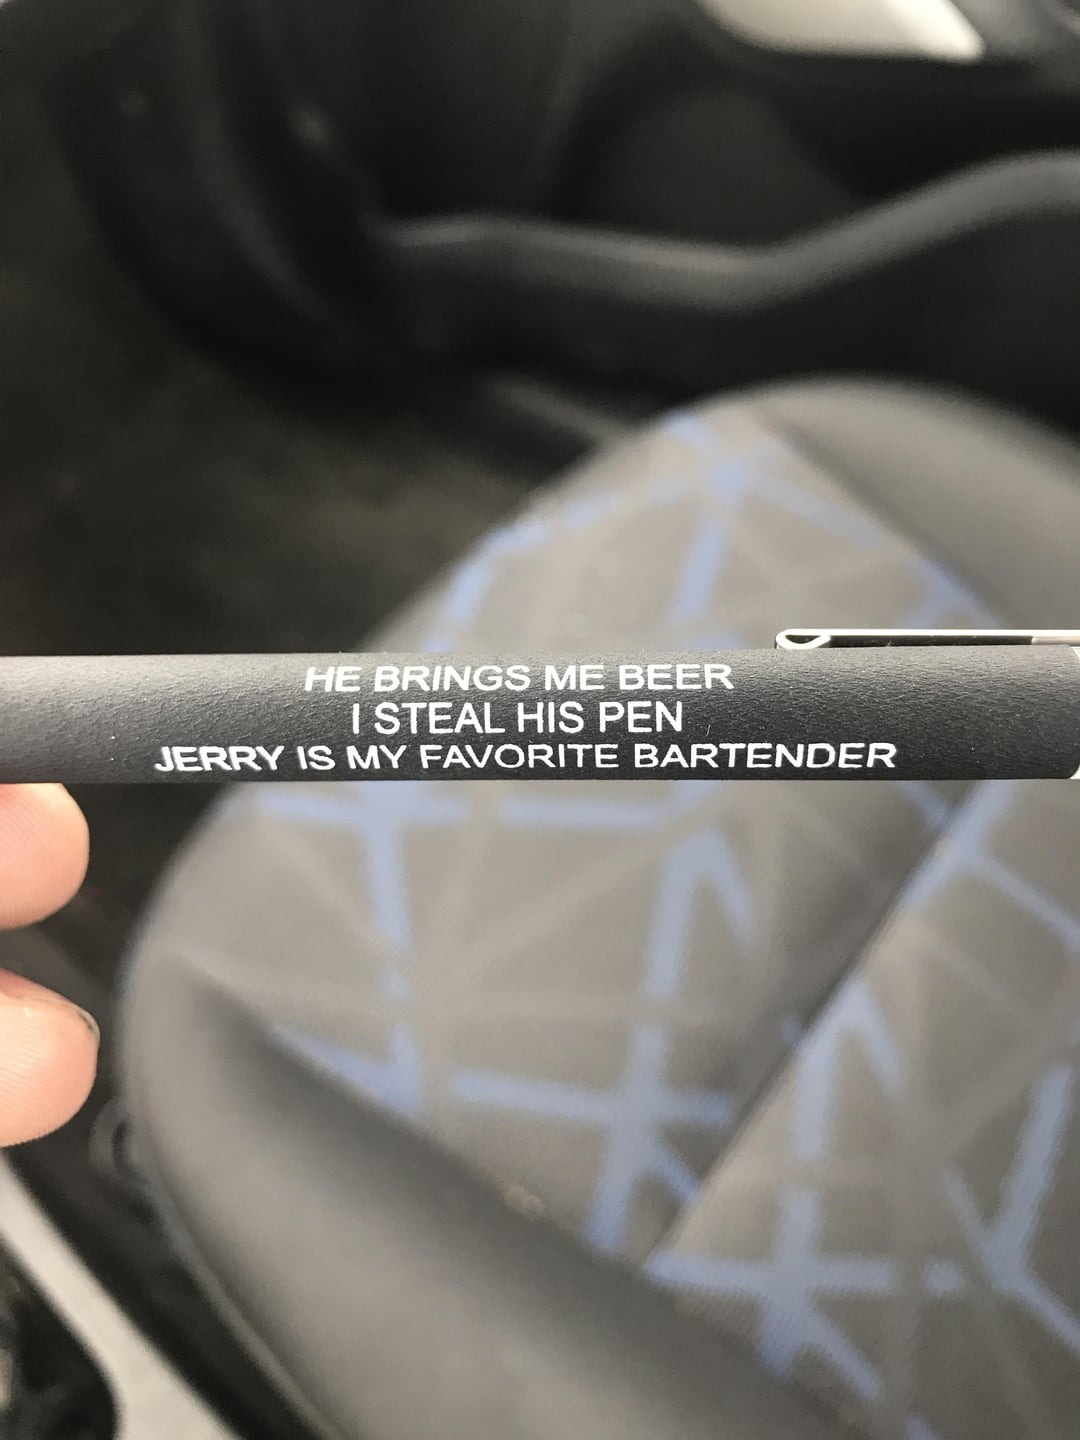 HE BRINGS ME BEER
I STEAL HIS PEN
JERRY IS MY FAVORITE BARTENDER